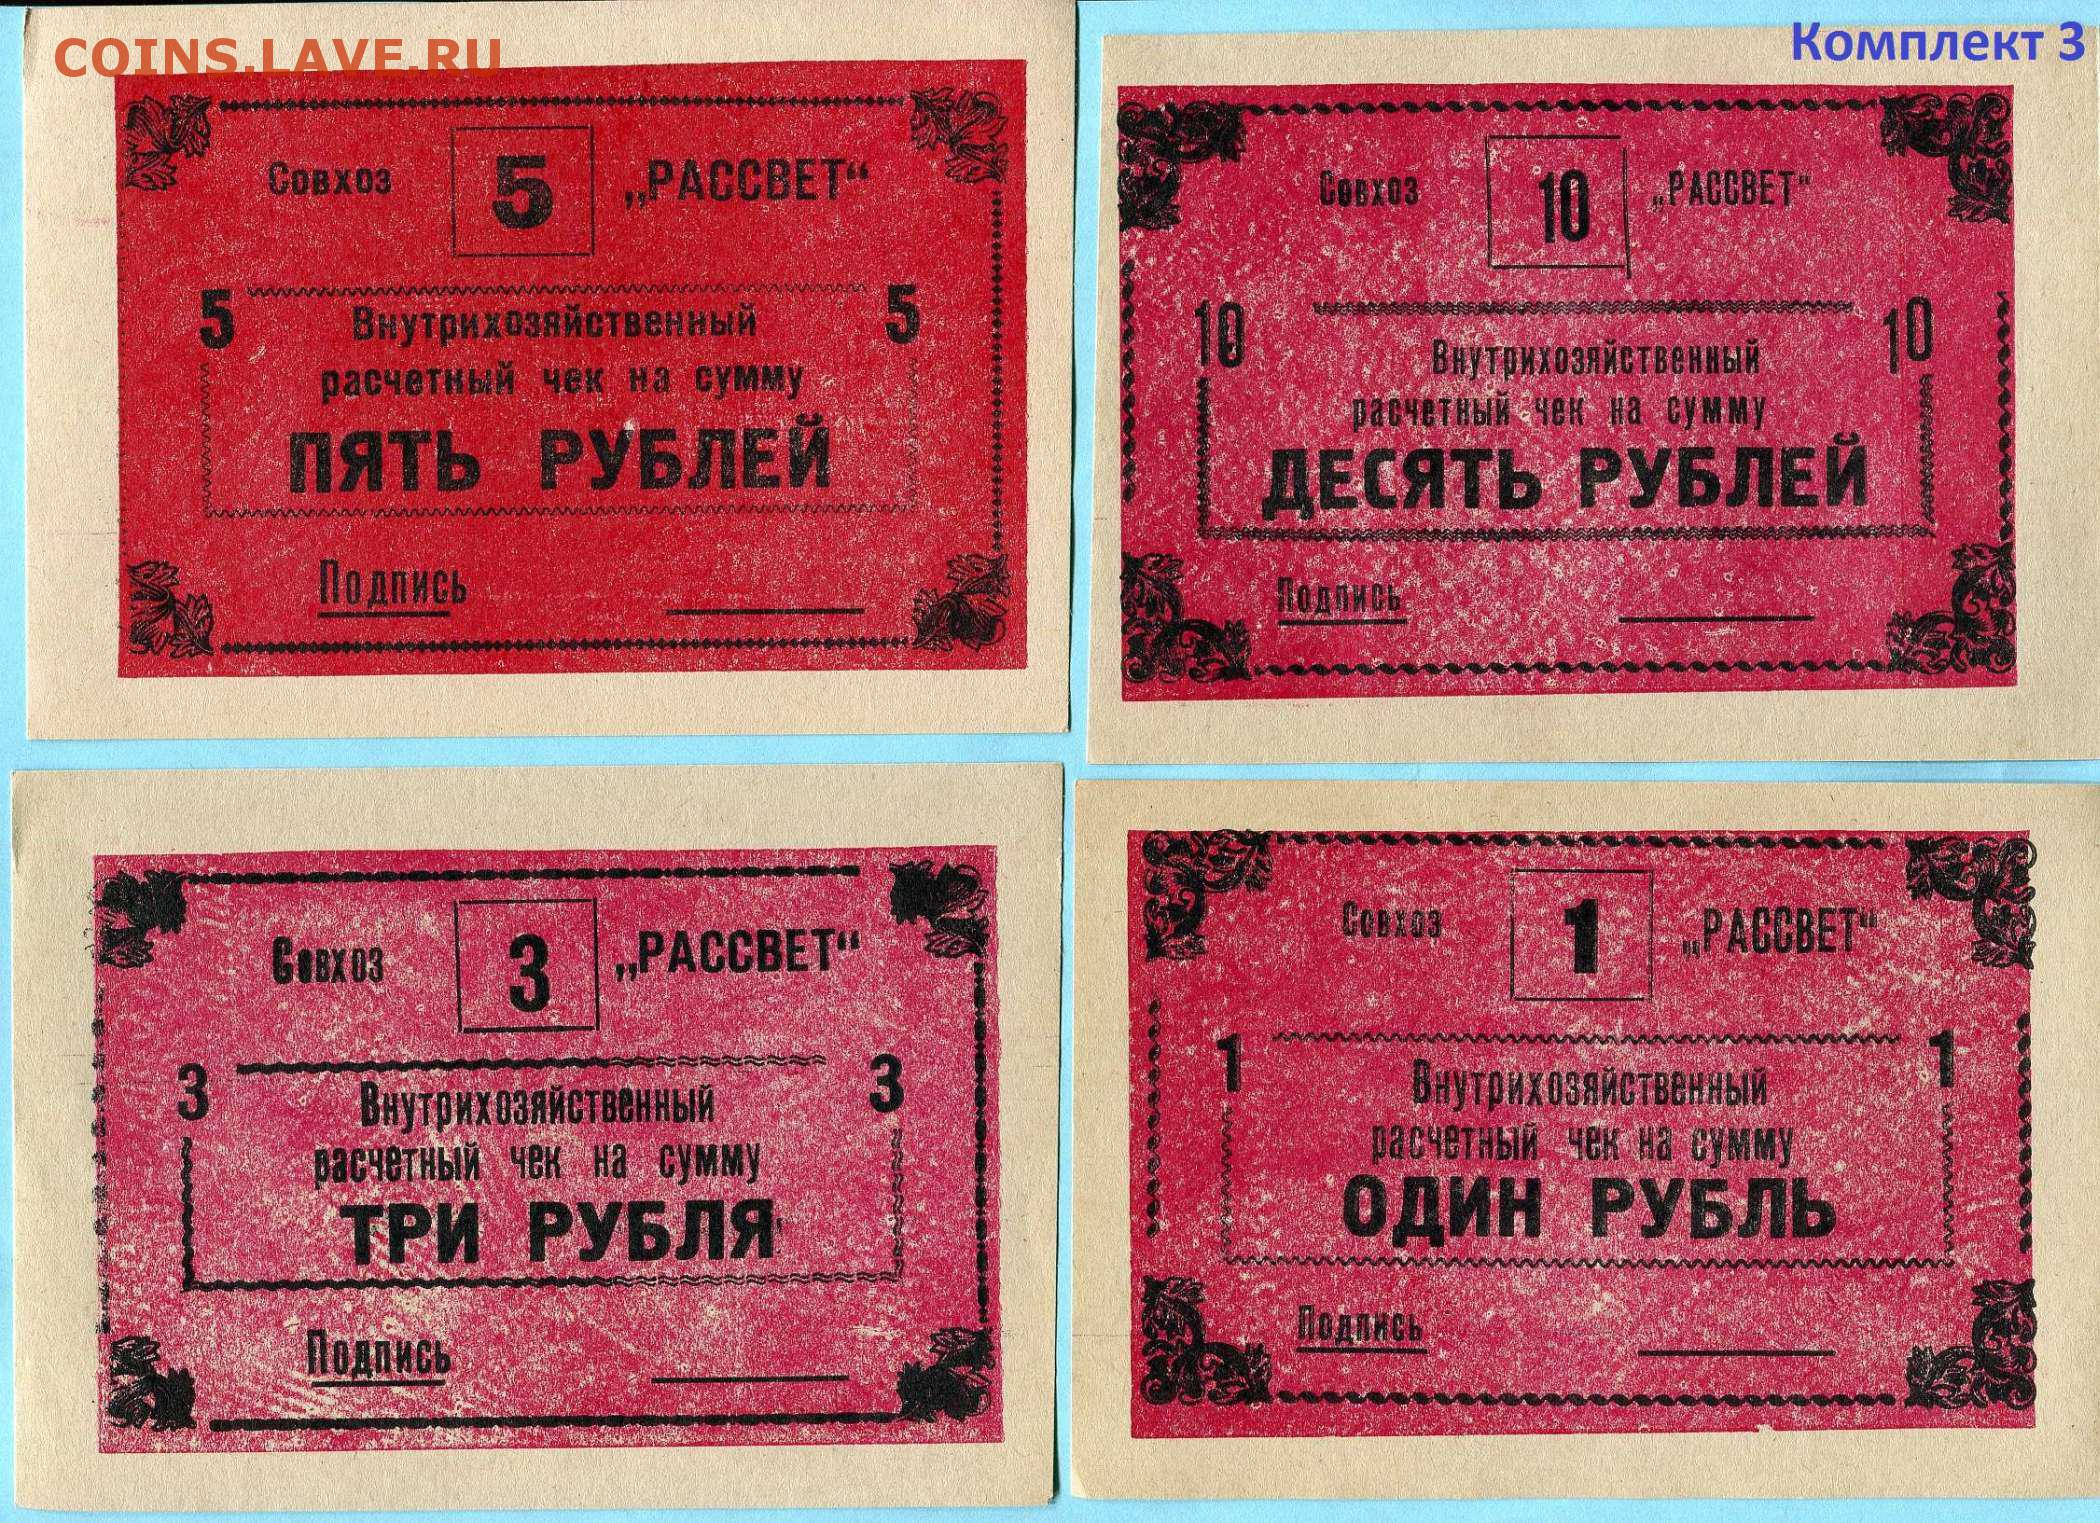 COINS.LAVE.RU
Комплект 3
Совхоз 5 „РАССВЕТ“
5 5
Внутрихозяйственный
расчетный чек на сумму
ПЯТЬ РУБЛЕЙ
Подпись
Совхоз 10 „РАССВЕТ“
10 10
Внутрихозяйственный
расчетный чек на сумму
ДЕСЯТЬ РУБЛЕЙ
Подпись
Совхоз 3 „РАССВЕТ“
3 3
Внутрихозяйственный
расчетный чек на сумму
ТРИ РУБЛЯ
Подпись
Совхоз 1 „РАССВЕТ“
1 1
Внутрихозяйственный
расчетный чек на сумму
ОДИН РУБЛЬ
Подпись